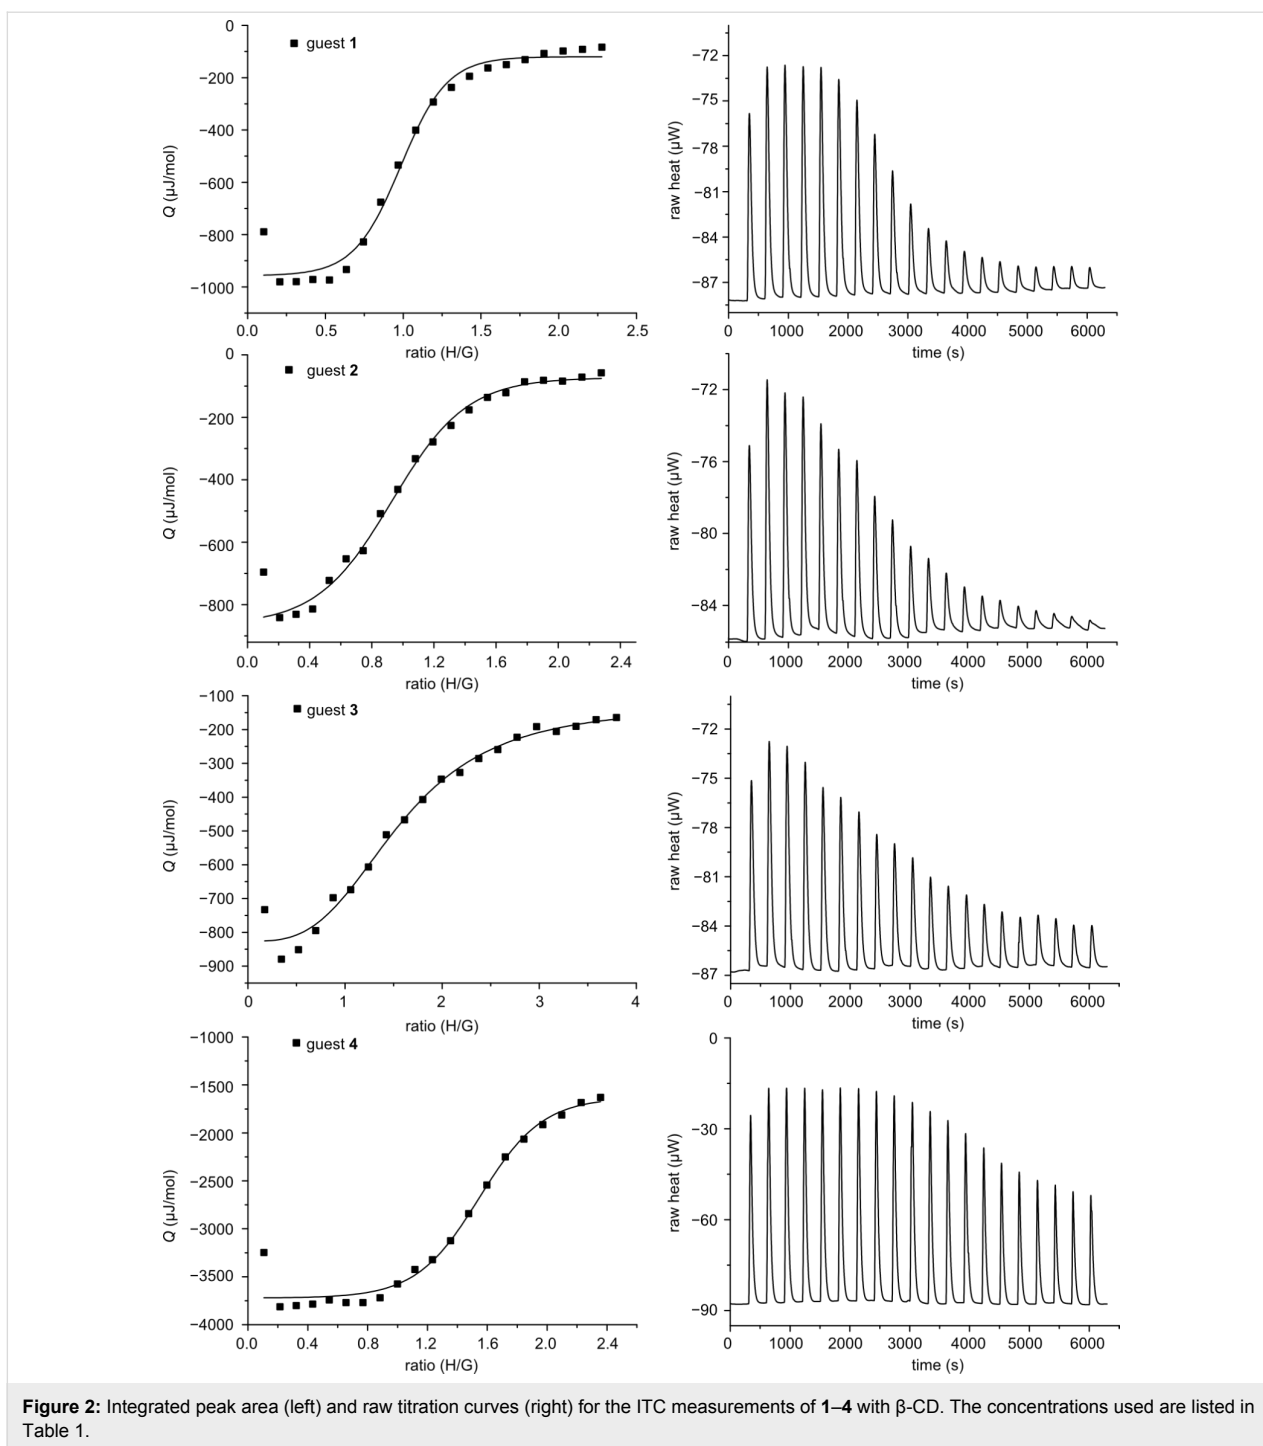 0
−200
−400
−600
−800
−1000
Q (µJ/mol)
guest 1
0.0 0.5 1.0 1.5 2.0 2.5
ratio (H/G)
−72
−75
−78
−81
−84
−87
raw heat (µW)
0 1000 2000 3000 4000 5000 6000
time (s)
0
−200
−400
−600
−800
Q (µJ/mol)
guest 2
0.0 0.4 0.8 1.2 1.6 2.0 2.4
ratio (H/G)
−72
−76
−80
−84
raw heat (µW)
0 1000 2000 3000 4000 5000 6000
time (s)
−100
−200
−300
−400
−500
−600
−700
−800
−900
Q (µJ/mol)
guest 3
0 1 2 3 4
ratio (H/G)
−72
−75
−78
−81
−84
−87
raw heat (µW)
0 1000 2000 3000 4000 5000 6000
time (s)
−1000
−1500
−2000
−2500
−3000
−3500
−4000
Q (µJ/mol)
guest 4
0.0 0.4 0.8 1.2 1.6 2.0 2.4
ratio (H/G)
0
−30
−60
−90
raw heat (µW)
0 1000 2000 3000 4000 5000 6000
time (s)
Figure 2: Integrated peak area (left) and raw titration curves (right) for the ITC measurements of 1–4 with β-CD. The concentrations used are listed in
Table 1.